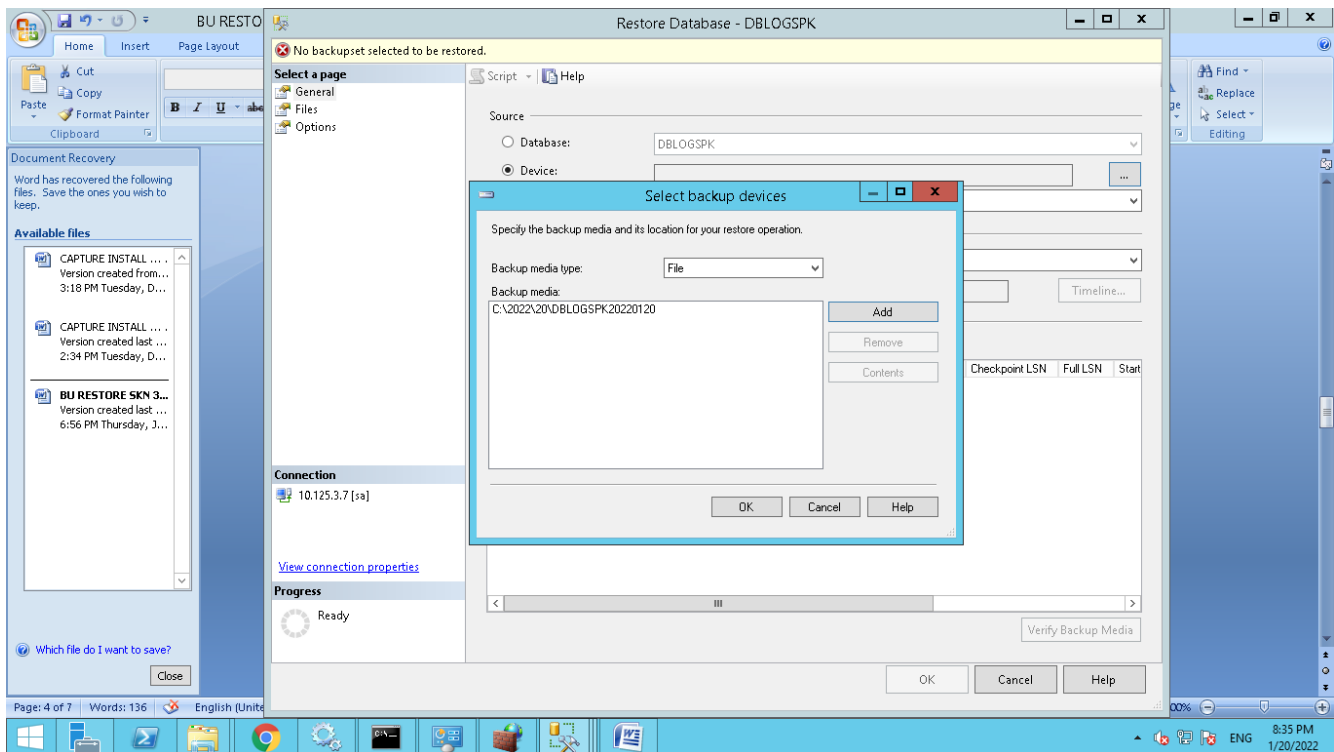 BU RESTO
Restore Database - DBLOGSPK
Home Insert Page Layout
No backupset selected to be restored.
Cut
Copy
Paste
Format Painter
Clipboard
B I U abe
Find
Replace
Select
Editing
Select a page
General
Files
Options
Script Help
Source
Database:
DBLOGSPK
Device:
...
Timeline...
Checkpoint LSN Full LSN Start
Select backup devices
Specify the backup media and its location for your restore operation.
Backup media type:
File
Backup media:
C:\2022\20\DBLOGSPK20220120
Add
Remove
Contents
OK Cancel Help
Document Recovery
Word has recovered the following
files. Save the ones you wish to
keep.
Available files
CAPTURE INSTALL ....
Version created from...
3:18 PM Tuesday, D...
CAPTURE INSTALL ....
Version created last ...
2:34 PM Tuesday, D...
BU RESTORE SKN 3...
Version created last ...
6:56 PM Thursday, J...
Which file do I want to save?
Close
Connection
10.125.3.7 [sa]
View connection properties
Progress
Ready
Verify Backup Media
OK Cancel Help
Page: 4 of 7 Words: 136 English (Unite
00%
ENG
8:35 PM
1/20/2022